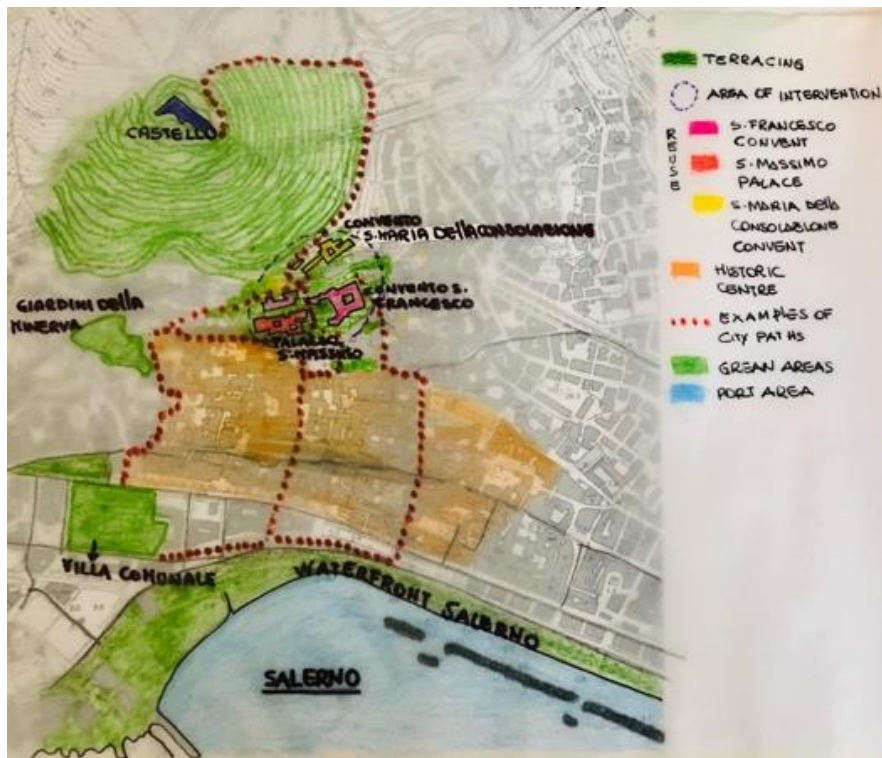 CASTELLO
CONVENTO
S. MARIA DELLA CONSOLAZIONE
CONVENTO S.
FRANCESCO
GIARDINI DELLA
MINERVA
PALAZZO
S. MASSIMO
VILLA COMUNALE
WATERFRONT SALERNO
SALERNO
TERRACING
AREA OF INTERVENTION
REUSE
S. FRANCESCO
CONVENT
S. MASSIMO
PALACE
S. MARIA DELLA
CONSOLAZIONE
CONVENT
HISTORIC
CENTRE
EXAMPLES OF
CITY PATHS
GREAN AREAS
PORT AREA